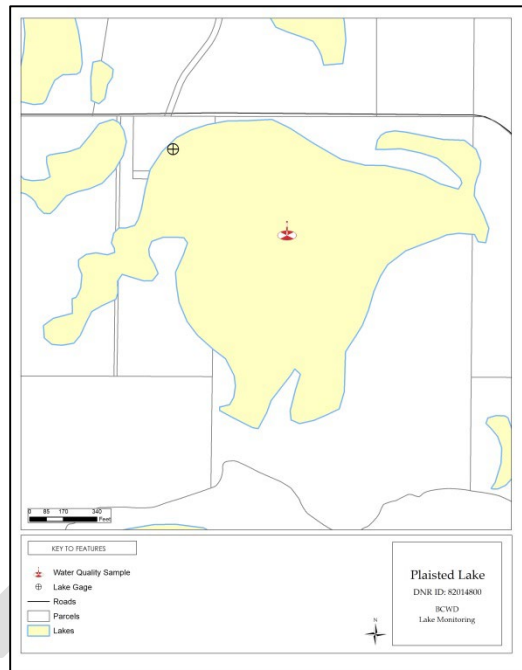 0 85 170 340
Feet
KEY TO FEATURES
Water Quality Sample
Lake Gage
Roads
Parcels
Lakes
N
Plaisted Lake
DNR ID: 82014800
BCWD
Lake Monitoring